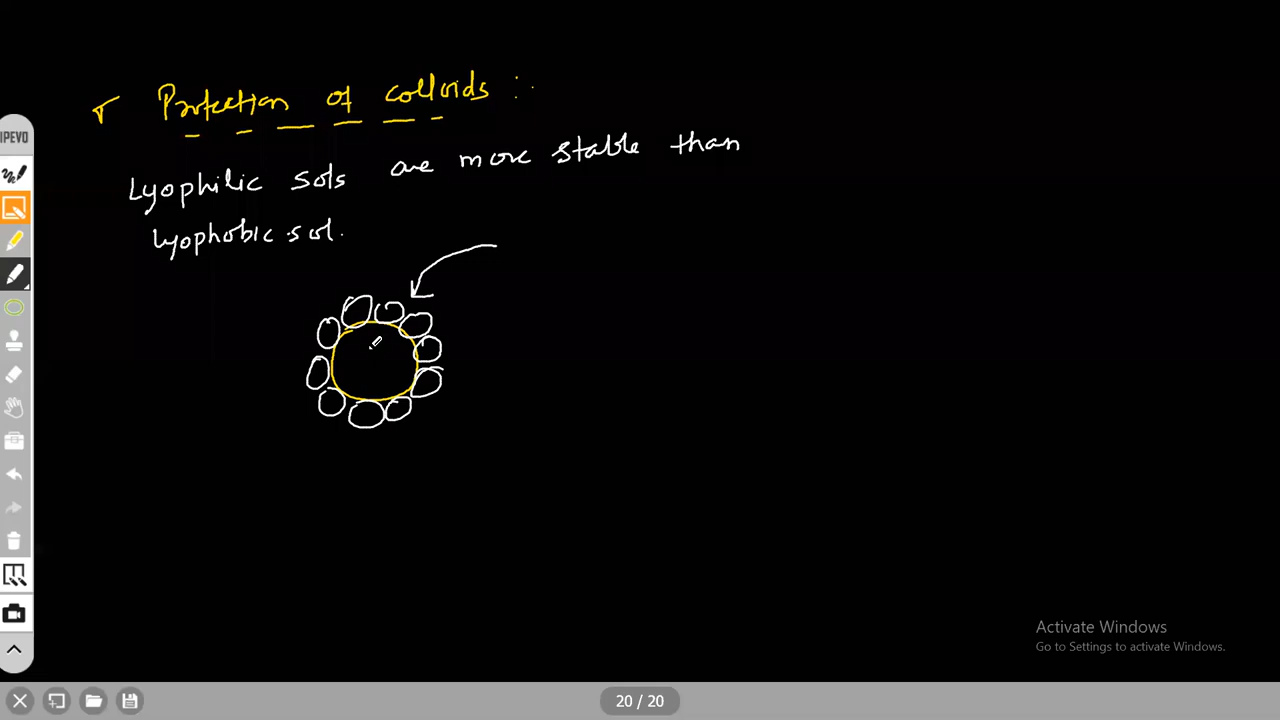 Protection of colloids :
Lyophilic sols are more stable than
lyophobic sol.
IPEVO
Activate Windows
Go to Settings to activate Windows.
20 / 20